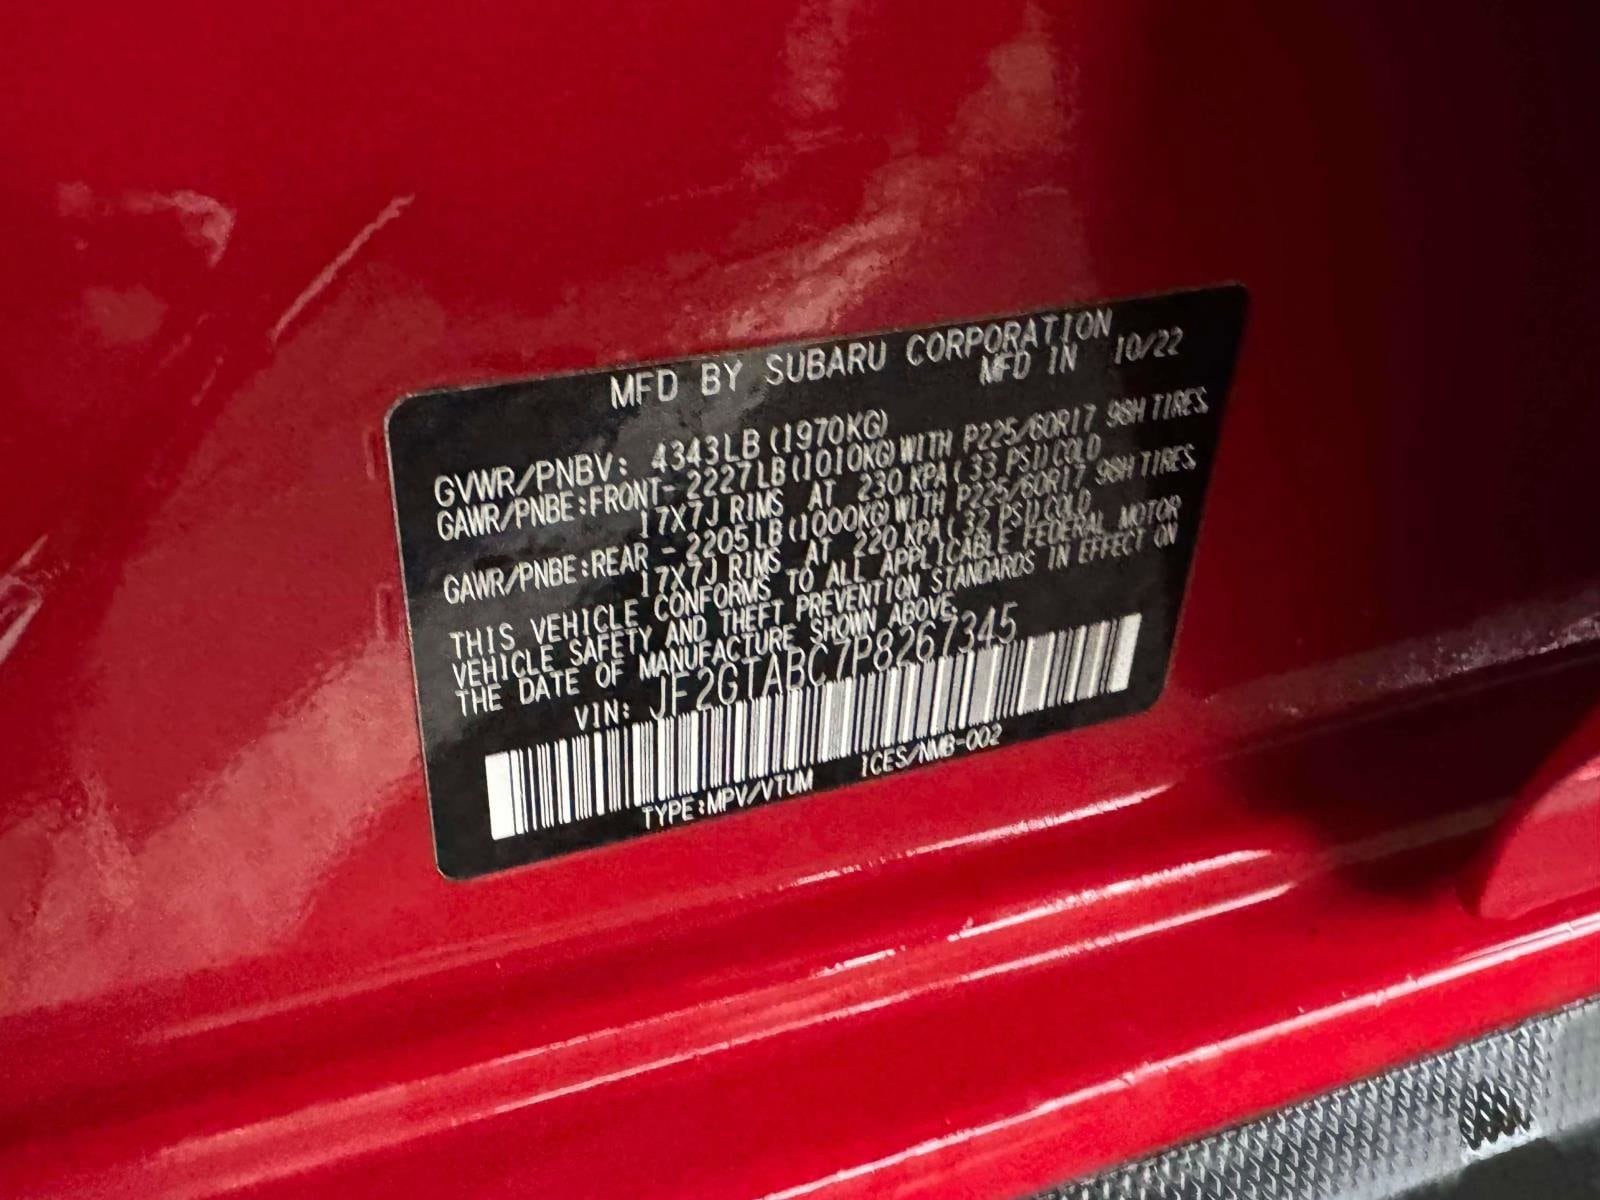 MFD BY SUBARU CORPORATION
MFD IN 10/22
GVWR/PNBV: 4343LB(1970KG)
GAWR/PNBE:FRONT-2227LB(1010KG)WITH P225/60R17 98H TIRES,
17X7J RIMS AT 230 KPA( 33 PSI)COLD
GAWR/PNBE:REAR -2205LB(1000KG)WITH P225/60R17 98H TIRES,
17X7J RIMS AT 220 KPA( 32 PSI)COLD
THIS VEHICLE CONFORMS TO ALL APPLICABLE FEDERAL MOTOR
VEHICLE SAFETY AND THEFT PREVENTION STANDARDS IN EFFECT ON
THE DATE OF MANUFACTURE SHOWN ABOVE.
VIN: JF2GTABC7P8267345
TYPE:MPV/VTUM ICES/NMB-002